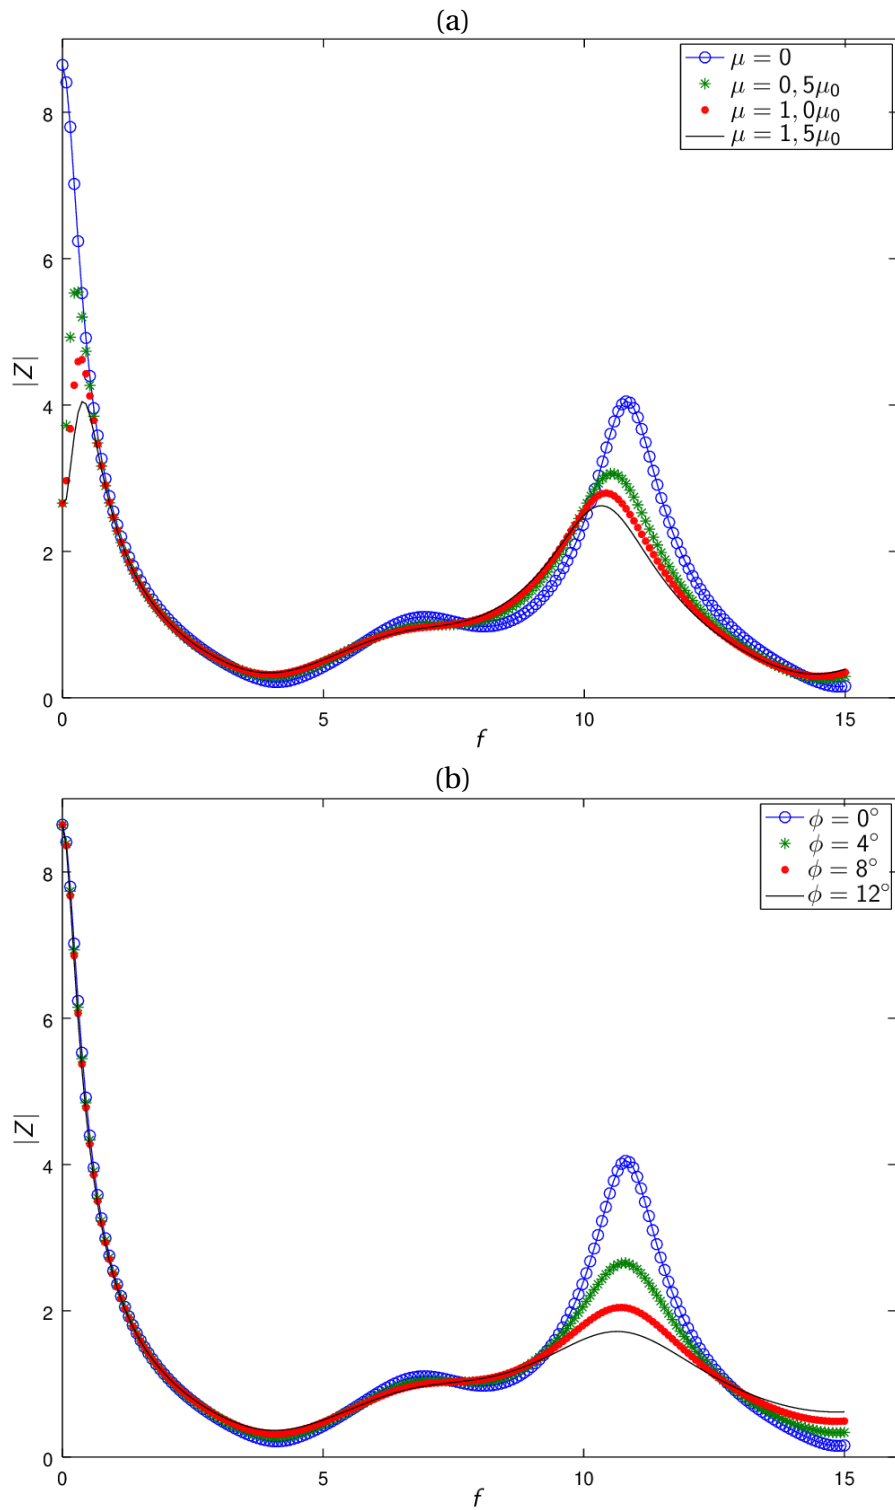 (a)
μ = 0
μ = 0, 5μ₀
μ = 1, 0μ₀
μ = 1, 5μ₀
8
6
4
2
0
|Z|
0 5 10 15
f
(b)
ϕ = 0°
ϕ = 4°
ϕ = 8°
ϕ = 12°
8
6
4
2
0
|Z|
0 5 10 15
f